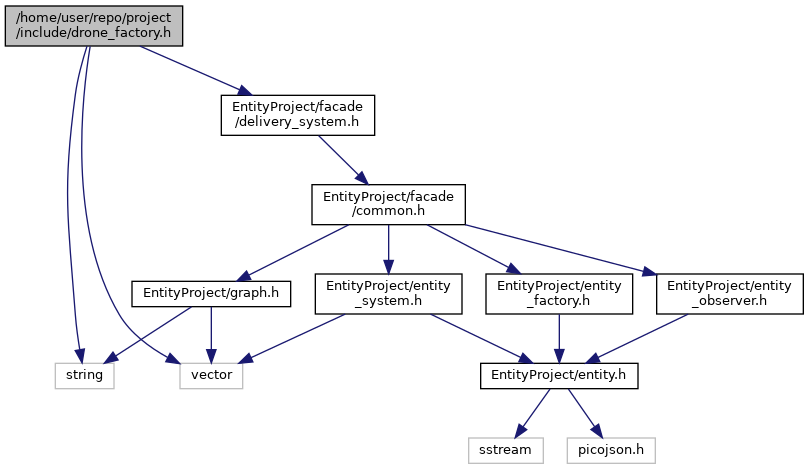 /home/user/repo/project
/include/drone_factory.h
EntityProject/facade
/delivery_system.h
EntityProject/facade
/common.h
EntityProject/graph.h
EntityProject/entity
_system.h
EntityProject/entity
_factory.h
EntityProject/entity
_observer.h
string
vector
EntityProject/entity.h
sstream
picojson.h